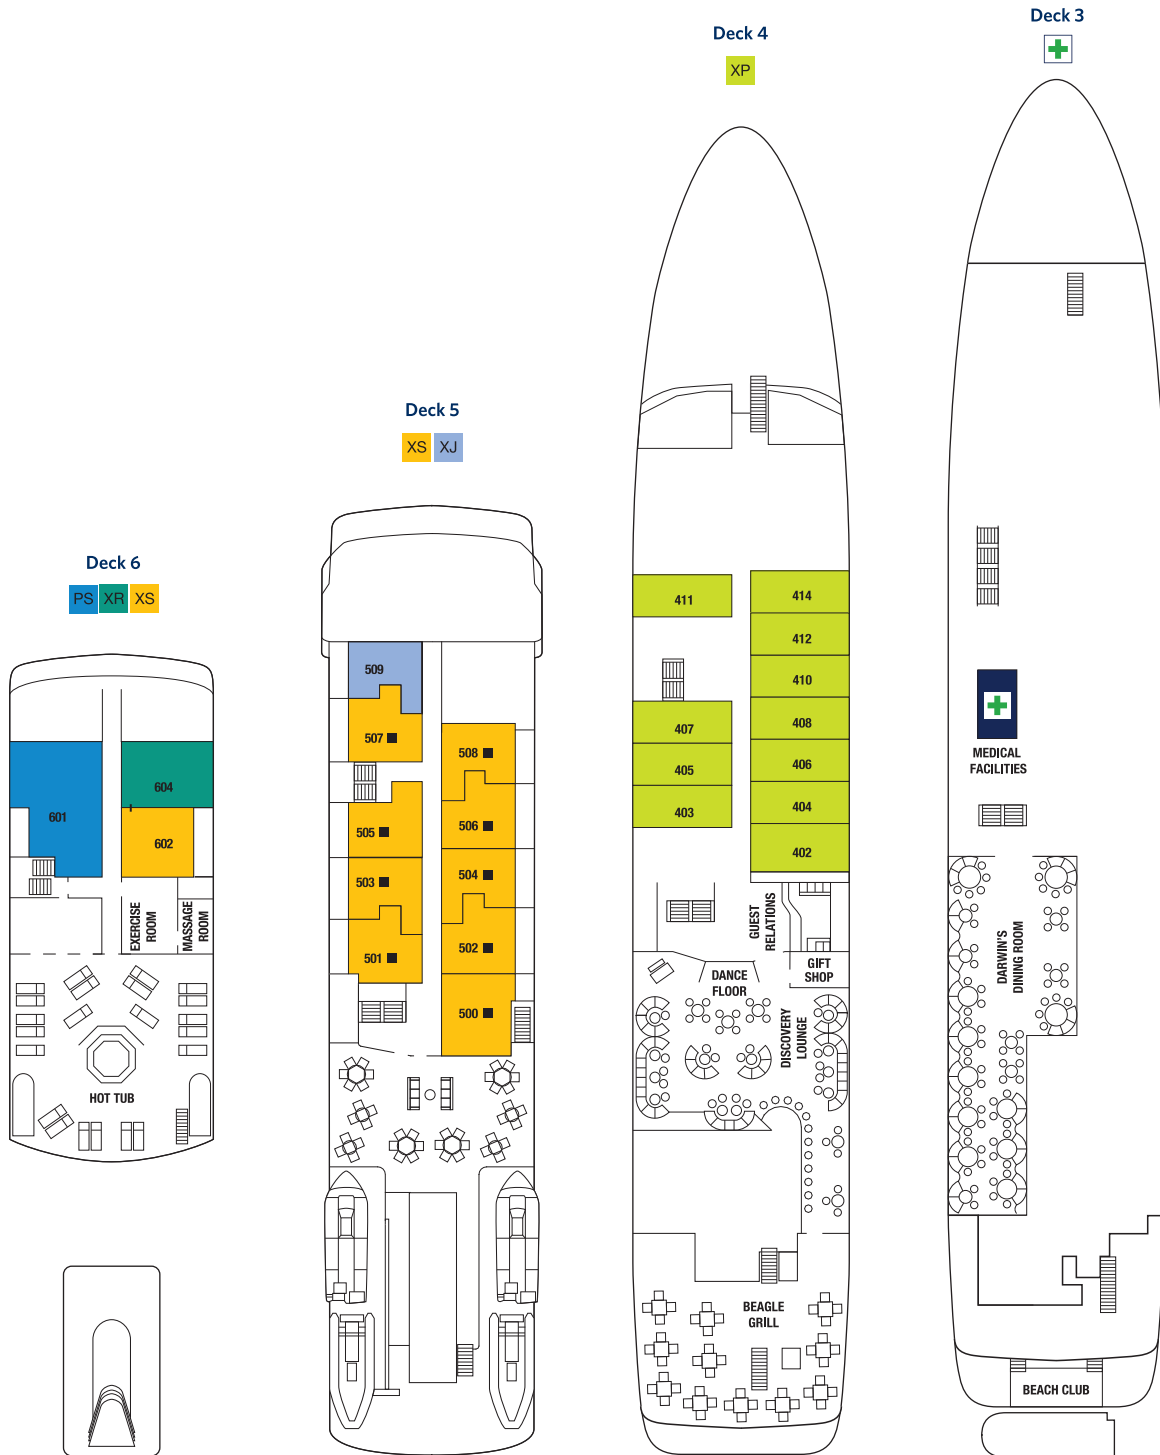 Deck 6
PS XR XS
601
604
602
EXERCISE
ROOM
MASSAGE
ROOM
HOT TUB
Deck 5
XS XJ
509
507
508
505
506
503
504
501
502
500
Deck 4
XP
411
414
412
410
407
408
405
406
403
404
402
GUEST
RELATIONS
GIFT
SHOP
DANCE
FLOOR
DISCOVERY
LOUNGE
BEAGLE
GRILL
Deck 3
MEDICAL
FACILITIES
DARWIN'S
DINING ROOM
BEACH CLUB